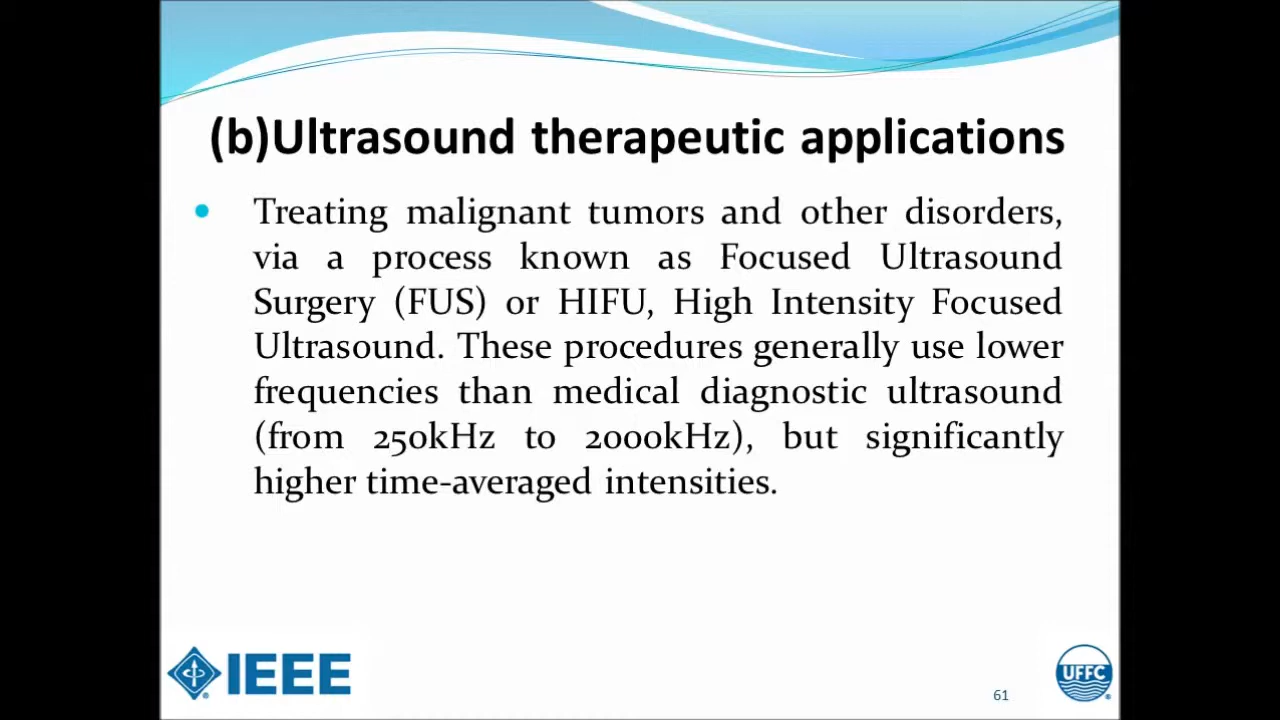 (b)Ultrasound therapeutic applications
• Treating malignant tumors and other disorders,
via a process known as Focused Ultrasound
Surgery (FUS) or HIFU, High Intensity Focused
Ultrasound. These procedures generally use lower
frequencies than medical diagnostic ultrasound
(from 250kHz to 2000kHz), but significantly
higher time-averaged intensities.
IEEE
®
61
UFFC
®